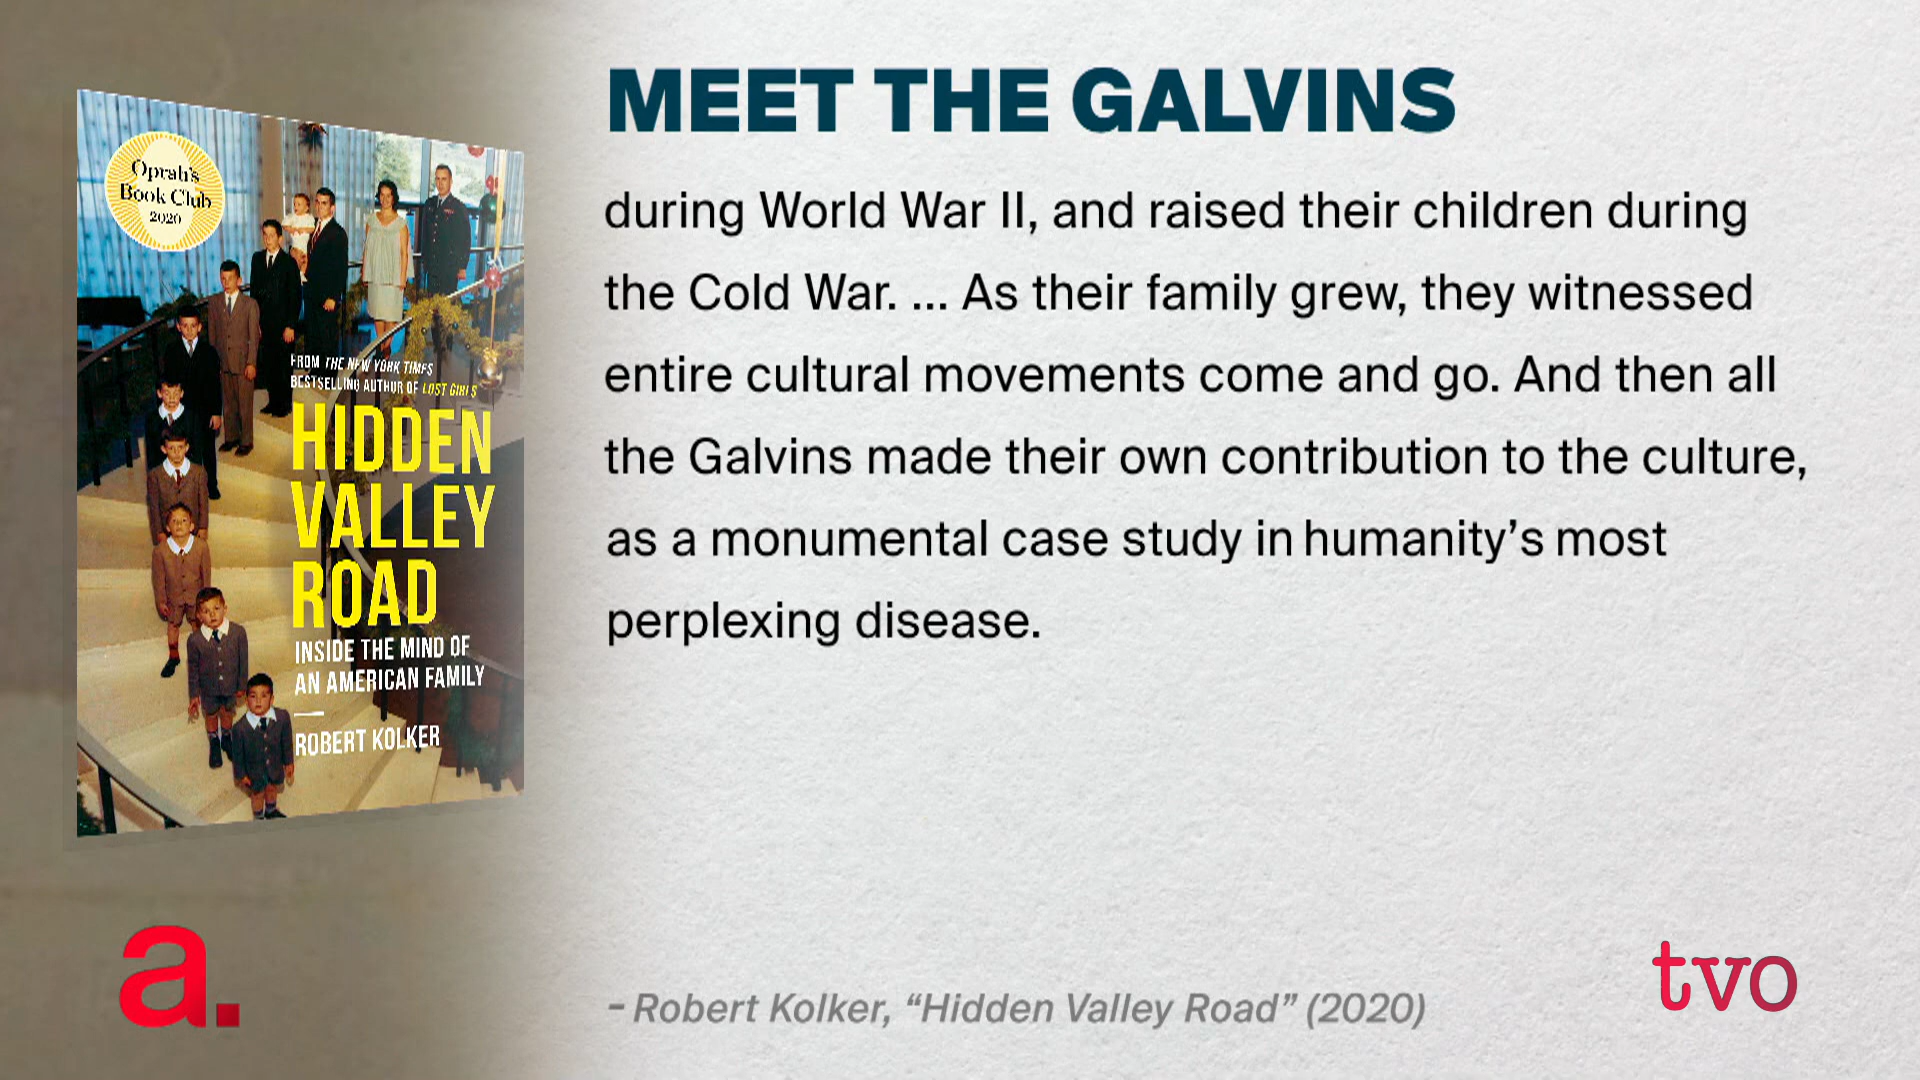 MEET THE GALVINS
during World War II, and raised their children during
the Cold War. ... As their family grew, they witnessed
entire cultural movements come and go. And then all
the Galvins made their own contribution to the culture,
as a monumental case study in humanity’s most
perplexing disease.
– Robert Kolker, “Hidden Valley Road” (2020)
Oprah's
Book Club
2020
FROM THE NEW YORK TIMES
BESTSELLING AUTHOR OF LOST GIRLS
HIDDEN
VALLEY
ROAD
INSIDE THE MIND OF
AN AMERICAN FAMILY
ROBERT KOLKER
a.
tvo